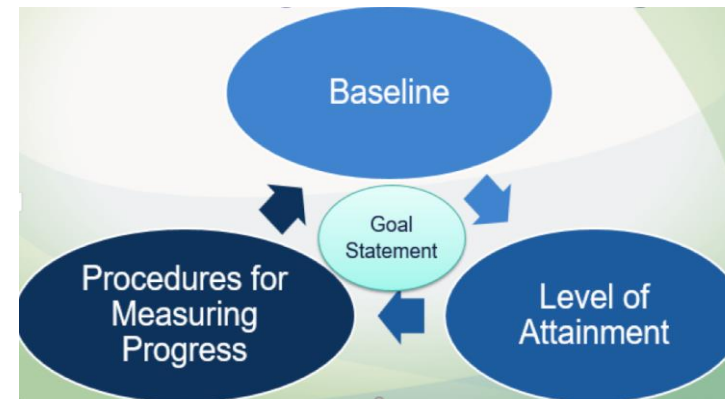 Baseline
Goal
Statement
Procedures for
Measuring
Progress
Level of
Attainment